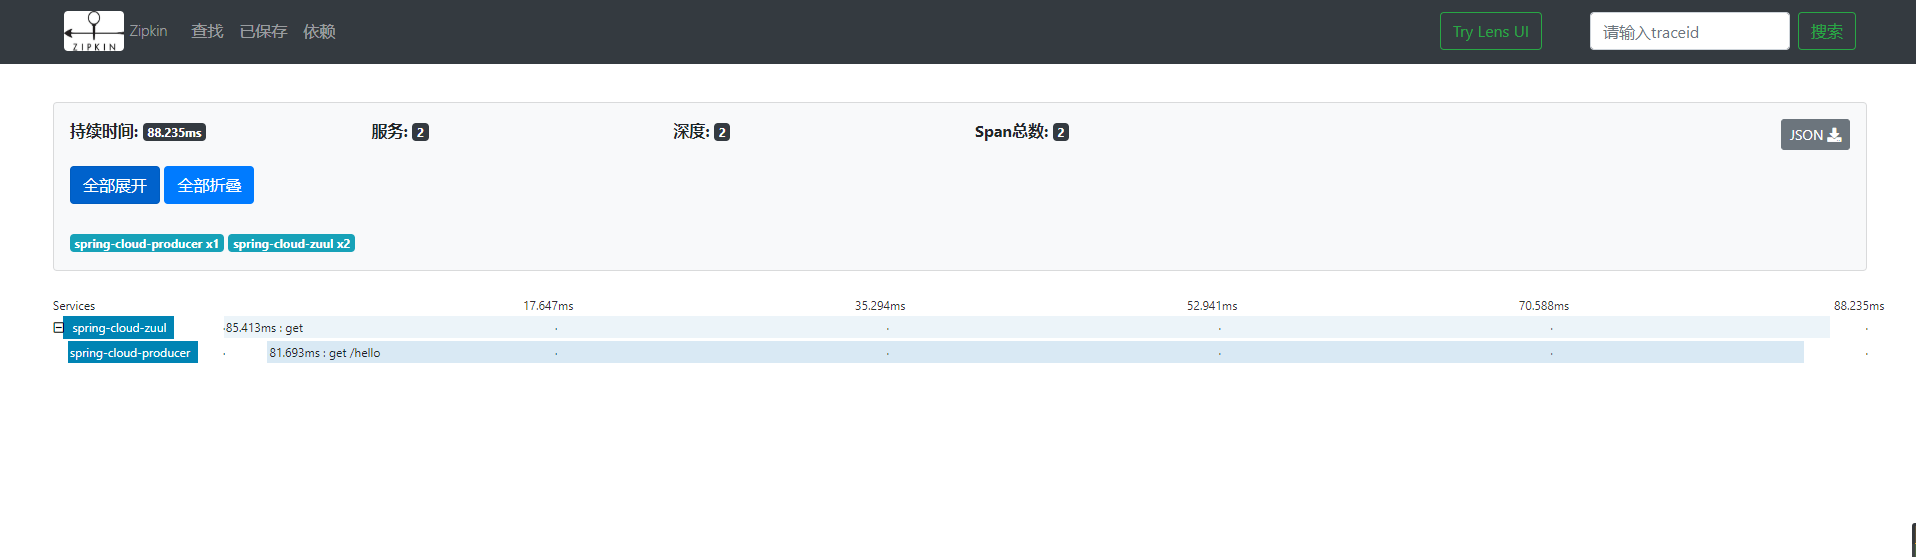 ZIPKIN Zipkin 查找 已保存 依赖 Try Lens UI 请输入traceid 搜索
持续时间: 88.235ms 服务: 2 深度: 2 Span总数: 2 JSON
全部展开 全部折叠
spring-cloud-producer x1 spring-cloud-zuul x2
Services 17.647ms 35.294ms 52.941ms 70.588ms 88.235ms
spring-cloud-zuul 85.413ms : get
spring-cloud-producer 81.693ms : get /hello